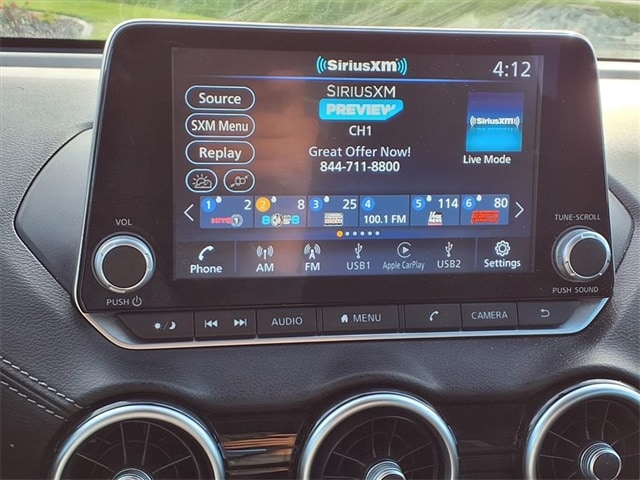 SiriusXM
4:12
Source
SXM Menu
Replay
SIRIUSXM
PREVIEW
CH1
Great Offer Now!
844-711-8800
SiriusXM
Live Mode
1 2
2 8
3 25
4 100.1 FM
5 114
6 80
Phone
AM
FM
USB1
Apple CarPlay
USB2
Settings
VOL
PUSH
TUNE·SCROLL
PUSH SOUND
AUDIO
MENU
CAMERA